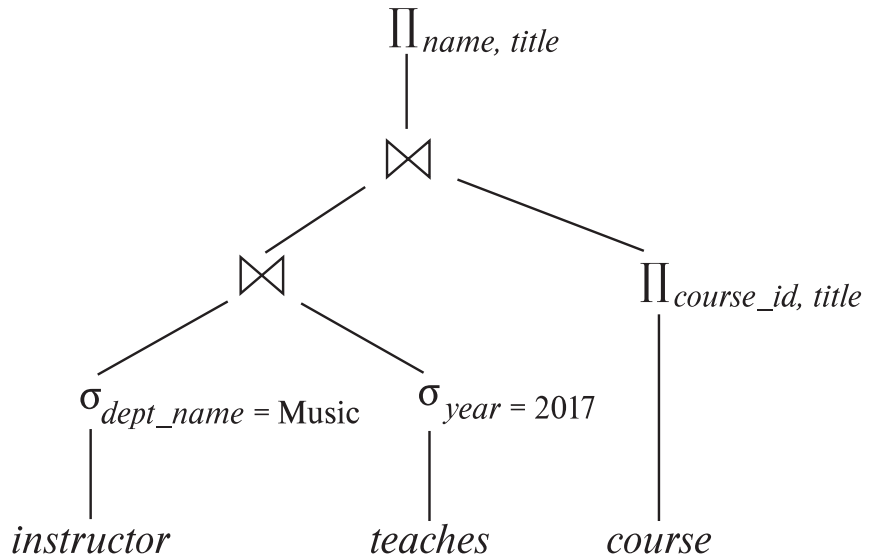 ∏ name, title
⋈
⋈
∏ course_id, title
σ dept_name = Music
σ year = 2017
instructor
teaches
course